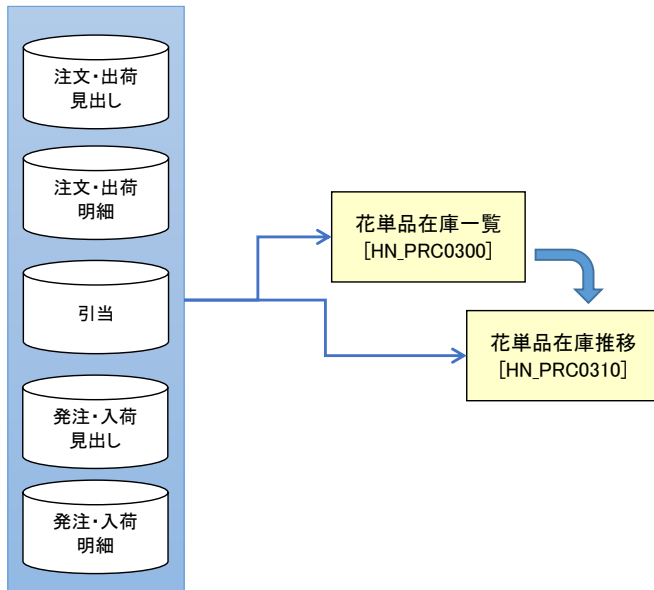 注文・出荷
見出し
注文・出荷
明細
引当
発注・入荷
見出し
発注・入荷
明細
花単品在庫一覧
[HN_PRC0300]
花単品在庫推移
[HN_PRC0310]